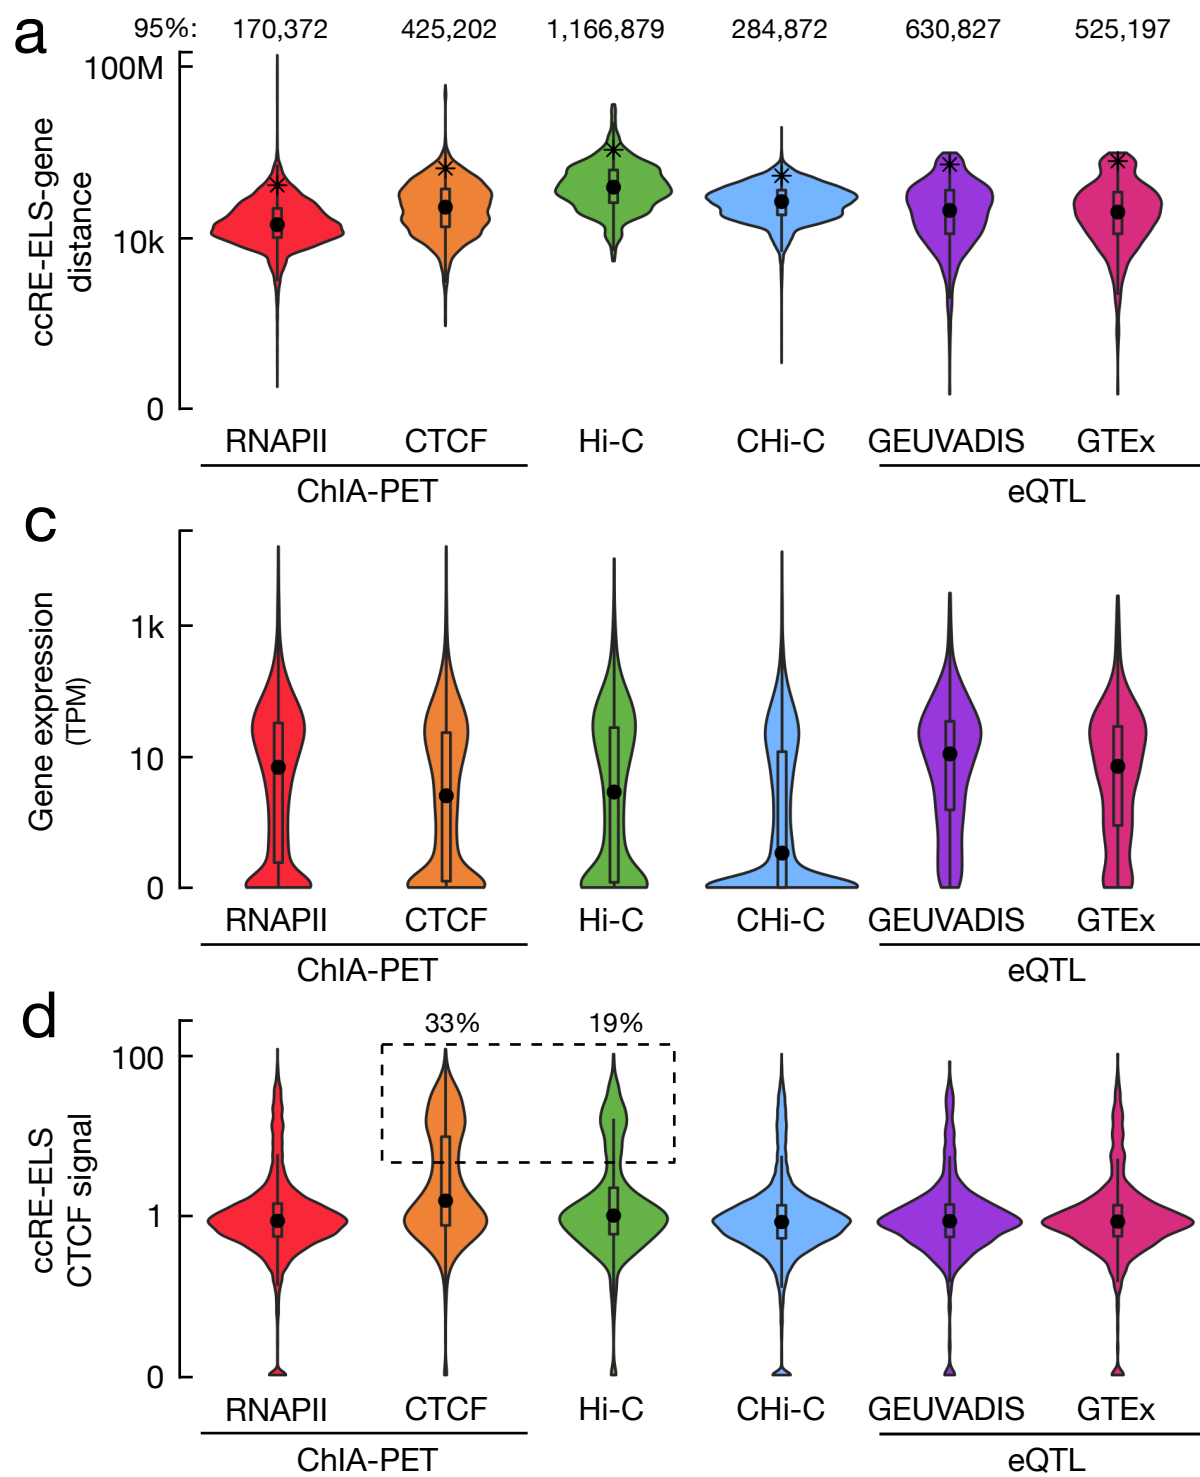 a
95%: 170,372 425,202 1,166,879 284,872 630,827 525,197
100M
10k
0
ccRE-ELS-gene
distance
RNAPII CTCF Hi-C CHi-C GEUVADIS GTEx
ChIA-PET eQTL
c
1k
10
0
Gene expression
(TPM)
RNAPII CTCF Hi-C CHi-C GEUVADIS GTEx
ChIA-PET eQTL
d
33% 19%
100
1
0
ccRE-ELS
CTCF signal
RNAPII CTCF Hi-C CHi-C GEUVADIS GTEx
ChIA-PET eQTL